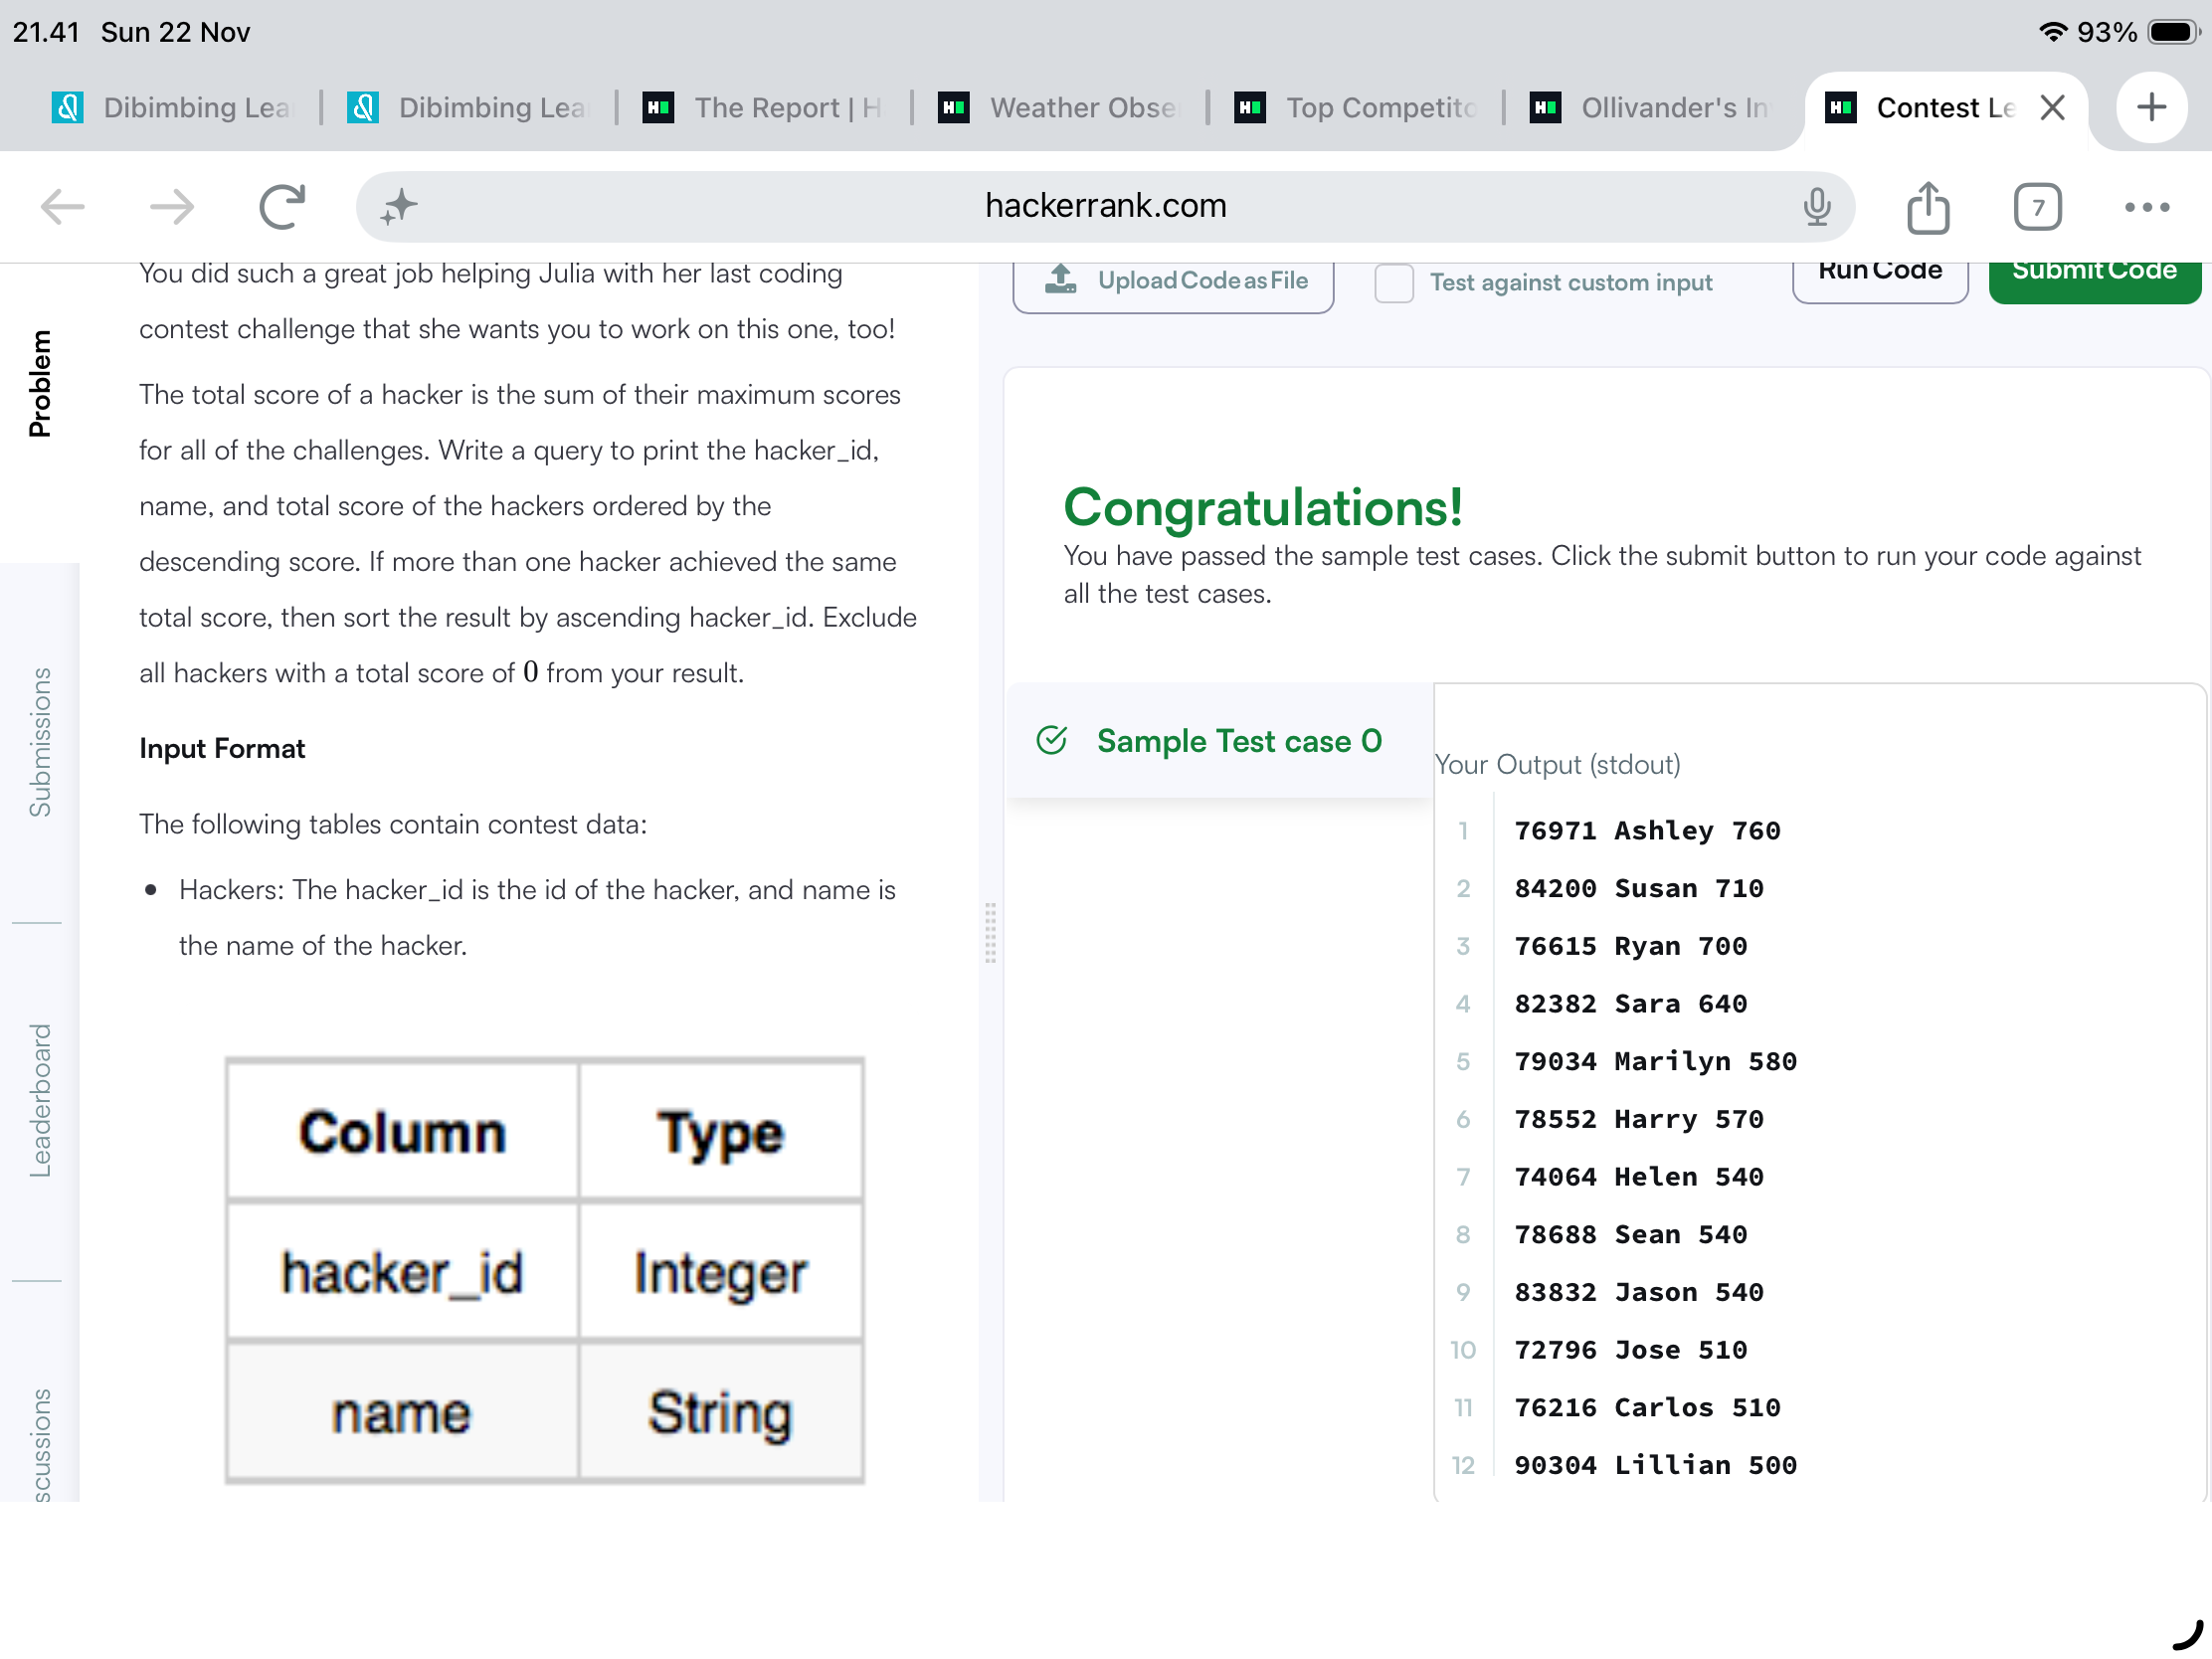 21.41 Sun 22 Nov
93%
Dibimbing Lea
Dibimbing Lea
The Report | H
Weather Obse
Top Competito
Ollivander's In
Contest Le
hackerrank.com
7
Problem
Submissions
Leaderboard
scussions
You did such a great job helping Julia with her last coding
contest challenge that she wants you to work on this one, too!
The total score of a hacker is the sum of their maximum scores
for all of the challenges. Write a query to print the hacker_id,
name, and total score of the hackers ordered by the
descending score. If more than one hacker achieved the same
total score, then sort the result by ascending hacker_id. Exclude
all hackers with a total score of 0 from your result.
Input Format
The following tables contain contest data:
• Hackers: The hacker_id is the id of the hacker, and name is
the name of the hacker.
Column Type
hacker_id Integer
name String
Upload Code as File
Test against custom input
Run Code
Submit Code
Congratulations!
You have passed the sample test cases. Click the submit button to run your code against
all the test cases.
Sample Test case 0
Your Output (stdout)
1 76971 Ashley 760
2 84200 Susan 710
3 76615 Ryan 700
4 82382 Sara 640
5 79034 Marilyn 580
6 78552 Harry 570
7 74064 Helen 540
8 78688 Sean 540
9 83832 Jason 540
10 72796 Jose 510
11 76216 Carlos 510
12 90304 Lillian 500